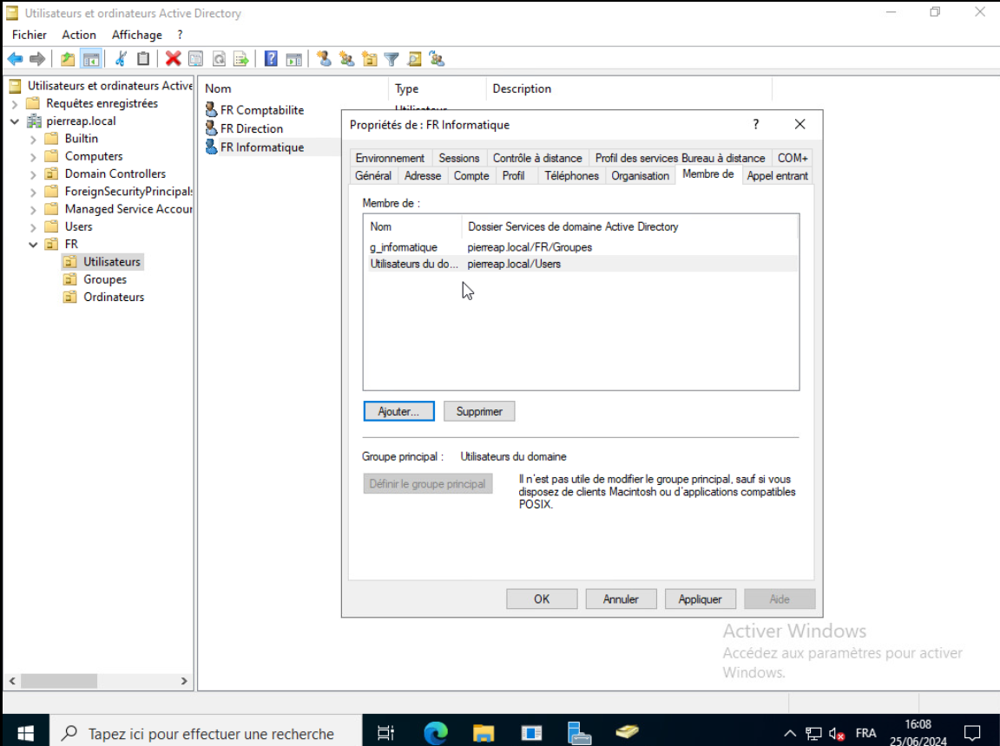 Utilisateurs et ordinateurs Active Directory
Fichier Action Affichage ?
Utilisateurs et ordinateurs Active
Requêtes enregistrées
pierreap.local
Builtin
Computers
Domain Controllers
ForeignSecurityPrincipals
Managed Service Accour
Users
FR
Utilisateurs
Groupes
Ordinateurs
Nom Type Description
FR Comptabilite Utilisateur
FR Direction
FR Informatique
Propriétés de : FR Informatique ?
Environnement Sessions Contrôle à distance Profil des services Bureau à distance COM+
Général Adresse Compte Profil Téléphones Organisation Membre de Appel entrant
Membre de :
Nom Dossier Services de domaine Active Directory
g_informatique pierreap.local/FR/Groupes
Utilisateurs du do... pierreap.local/Users
Ajouter... Supprimer
Groupe principal : Utilisateurs du domaine
Définir le groupe principal
Il n'est pas utile de modifier le groupe principal, sauf si vous
disposez de clients Macintosh ou d'applications compatibles
POSIX.
OK Annuler Appliquer Aide
Activer Windows
Accédez aux paramètres pour activer
Windows.
Tapez ici pour effectuer une recherche
FRA
16:08
25/06/2024